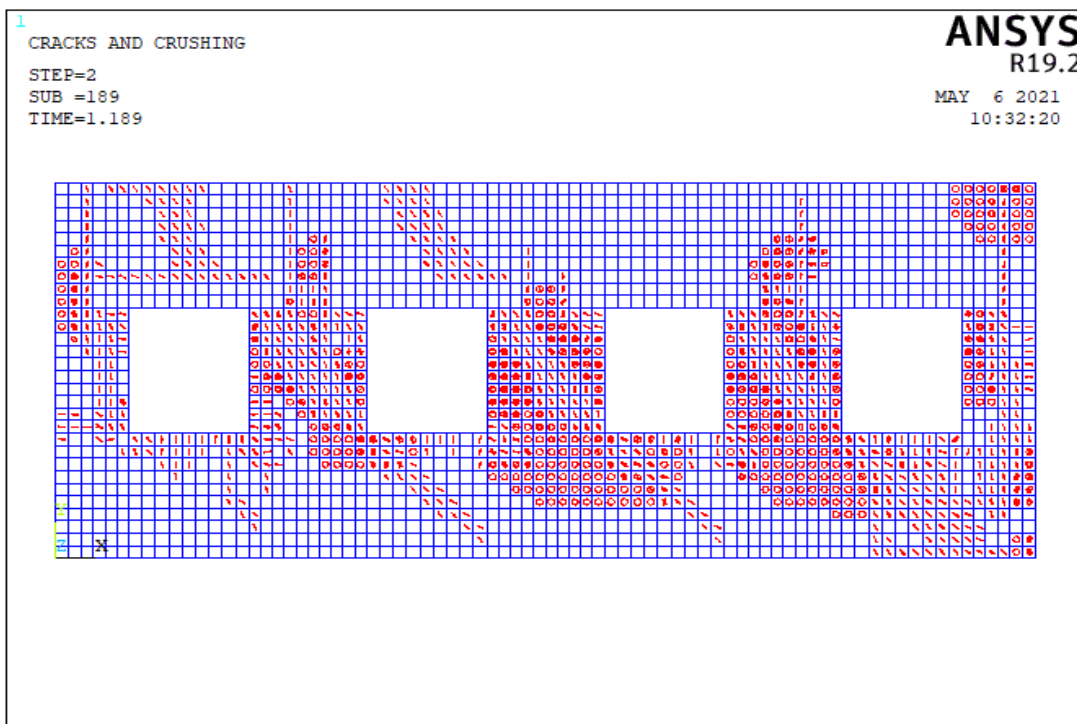 1
CRACKS AND CRUSHING
STEP=2
SUB =189
TIME=1.189
ANSYS
R19.2
MAY  6 2021
10:32:20
Y
Z
X